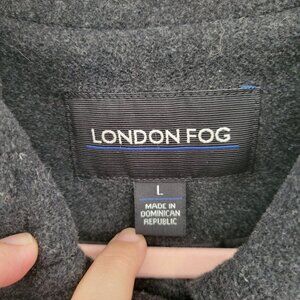 LONDON FOG
L
MADE IN
DOMINICAN
REPUBLIC